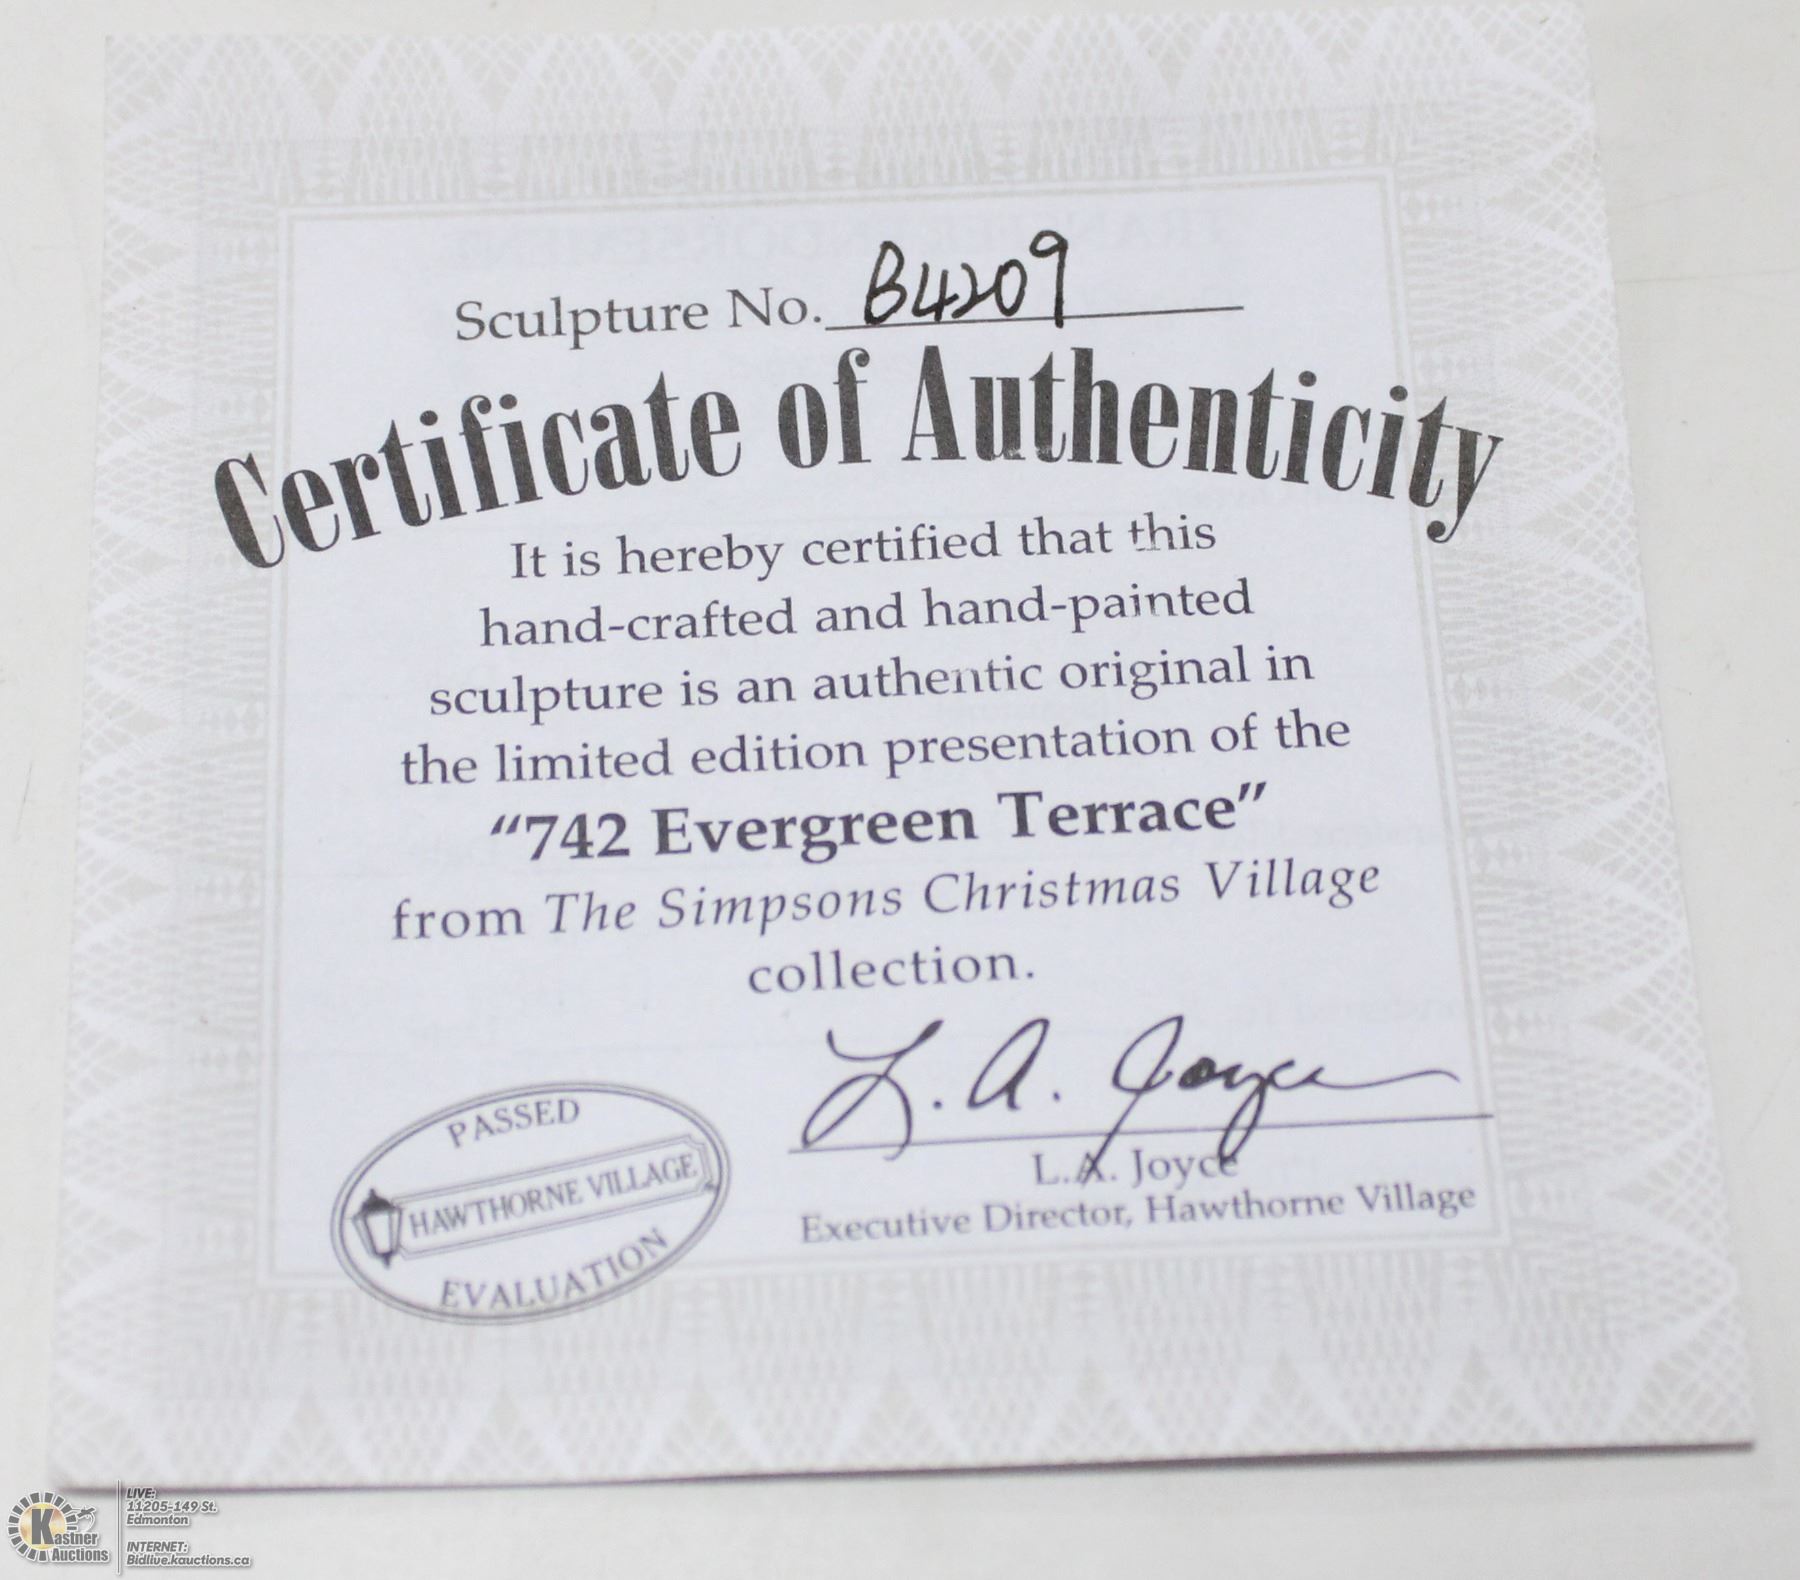 Sculpture No. B4209
Certificate of Authenticity
It is hereby certified that this
hand-crafted and hand-painted
sculpture is an authentic original in
the limited edition presentation of the
“742 Evergreen Terrace”
from The Simpsons Christmas Village
collection.
L. A. Joyce
L.A. Joyce
Executive Director, Hawthorne Village
PASSED
HAWTHORNE VILLAGE
EVALUATION
Kastner
Auctions
LIVE:
11205-149 St.
Edmonton
INTERNET:
Bidlive.kauctions.ca